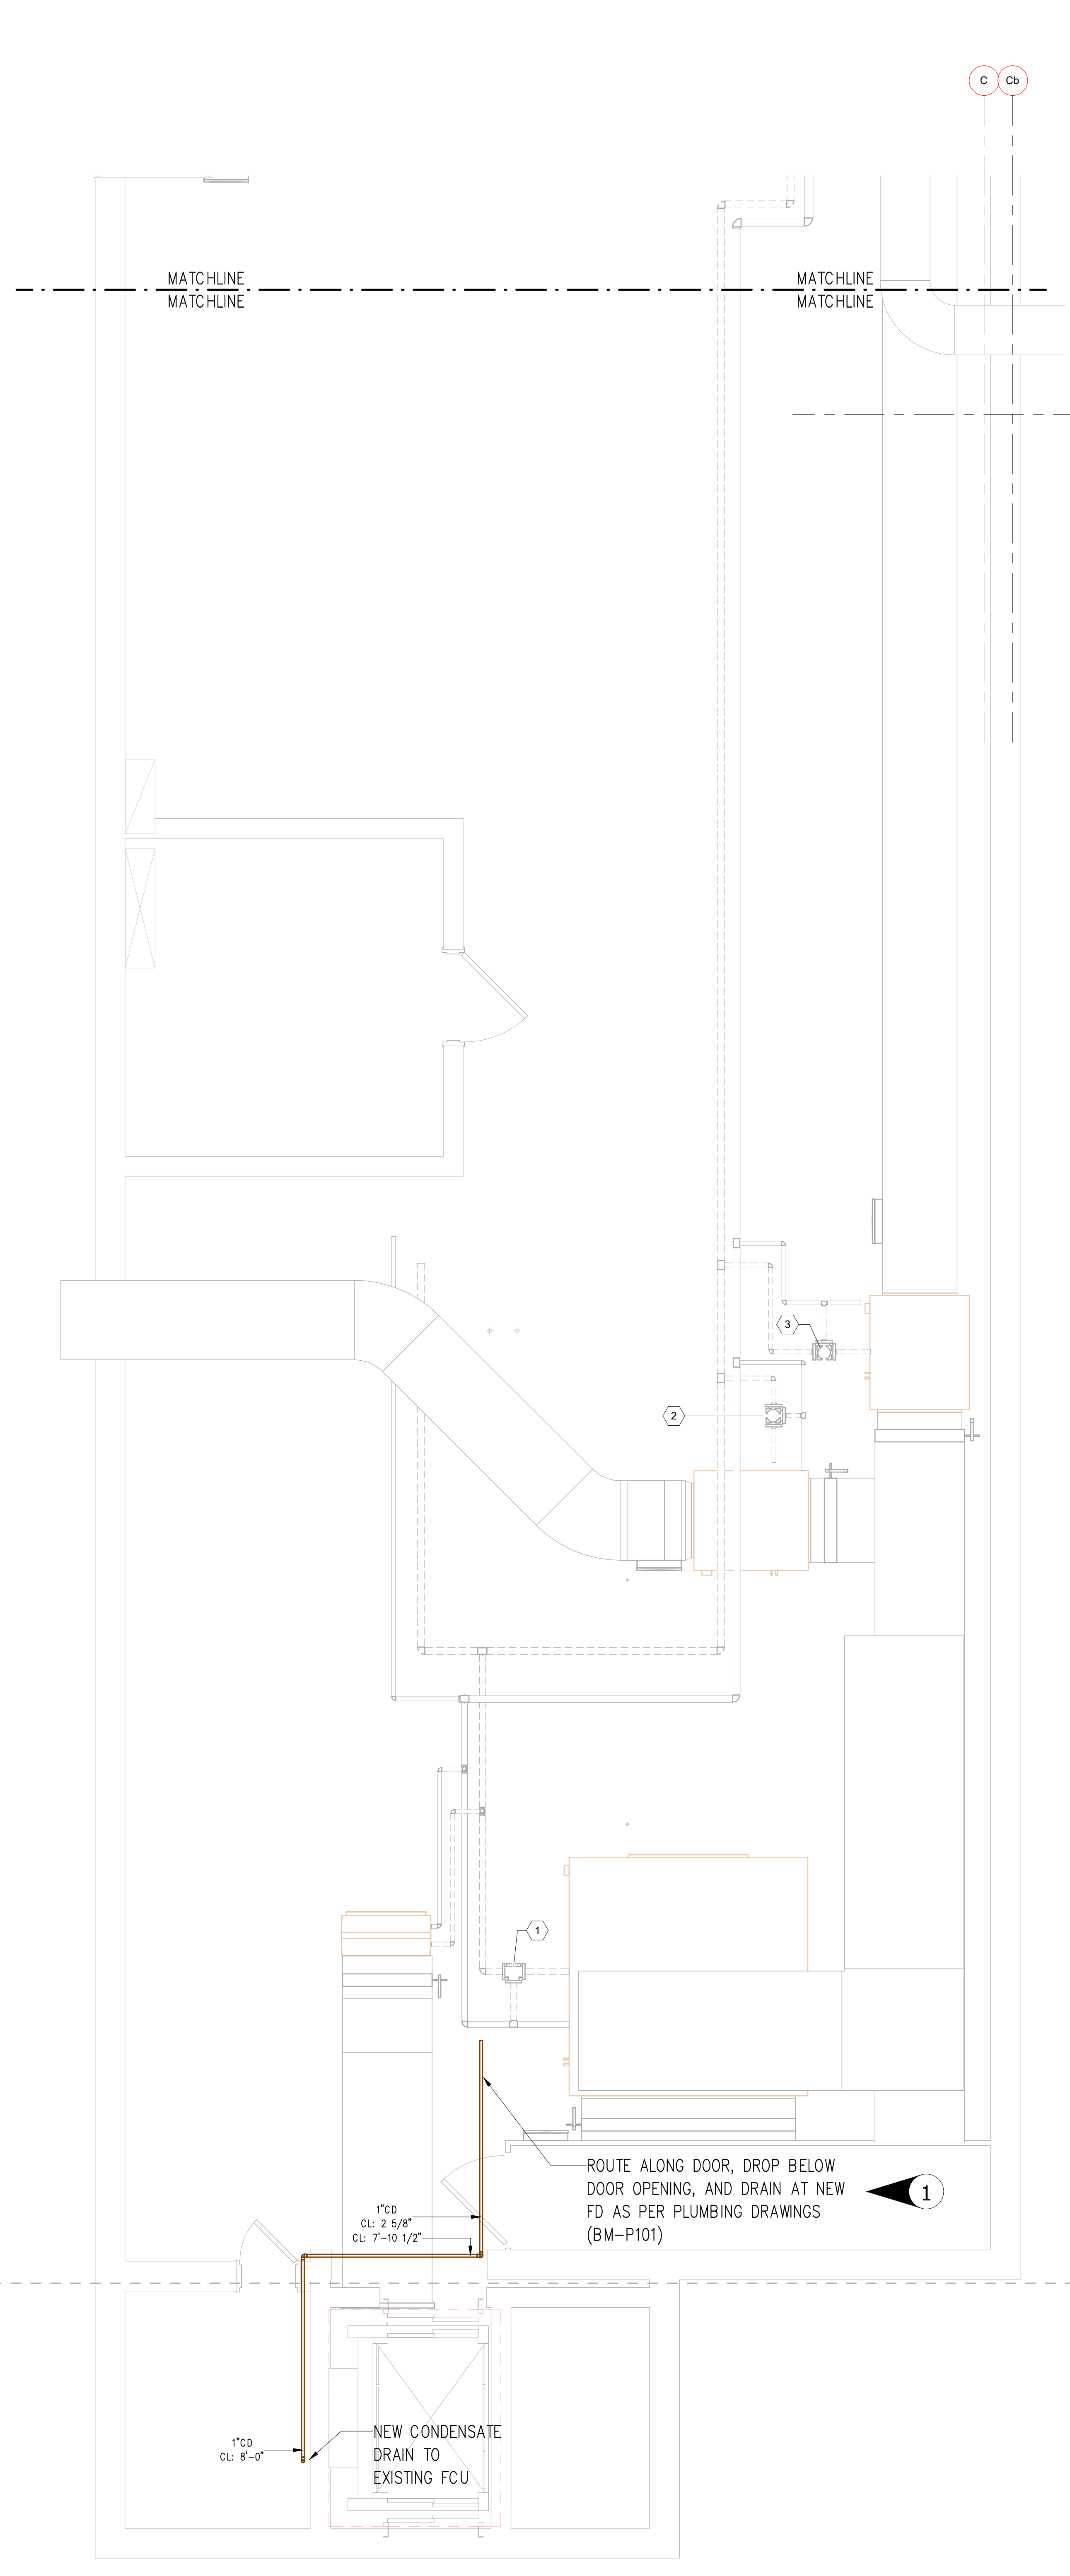 C
Cb
MATCHLINE
MATCHLINE
MATCHLINE
MATCHLINE
3
2
1
ROUTE ALONG DOOR, DROP BELOW
DOOR OPENING, AND DRAIN AT NEW
FD AS PER PLUMBING DRAWINGS
(BM-P101)
1
1"CD
CL: 2 5/8"
CL: 7'-10 1/2"
NEW CONDENSATE
DRAIN TO
EXISTING FCU
1"CD
CL: 8'-0"